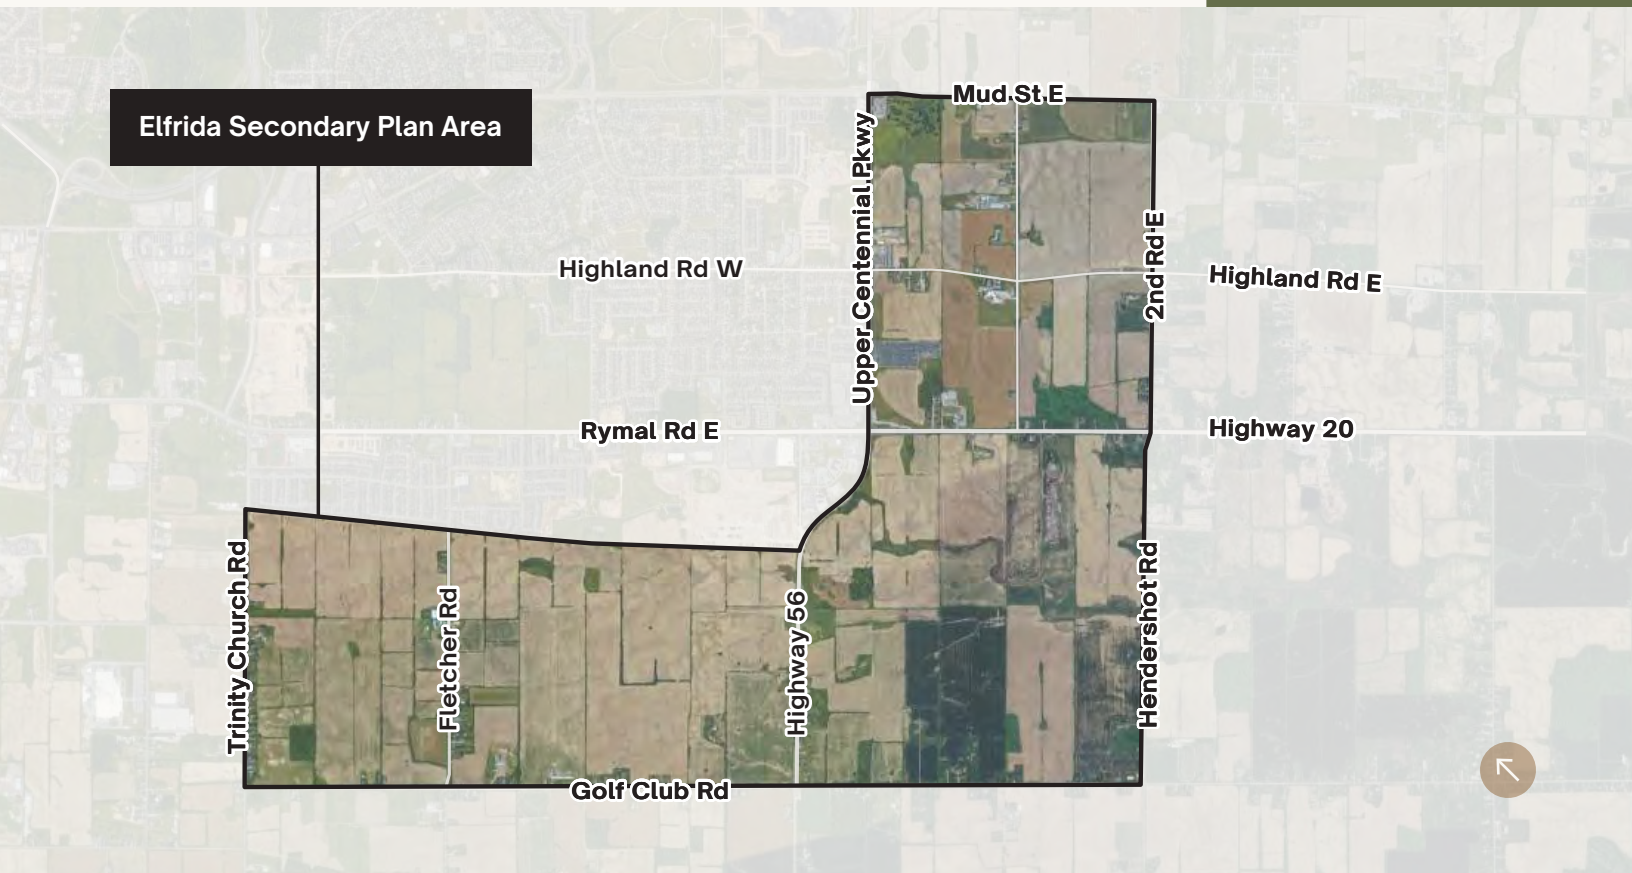 Mud St E
Elfrida Secondary Plan Area
Upper Centennial Pkwy
2nd Rd E
Highland Rd W
Highland Rd E
Rymal Rd E
Highway 20
Trinity Church Rd
Fletcher Rd
Highway 56
Hendershot Rd
Golf Club Rd